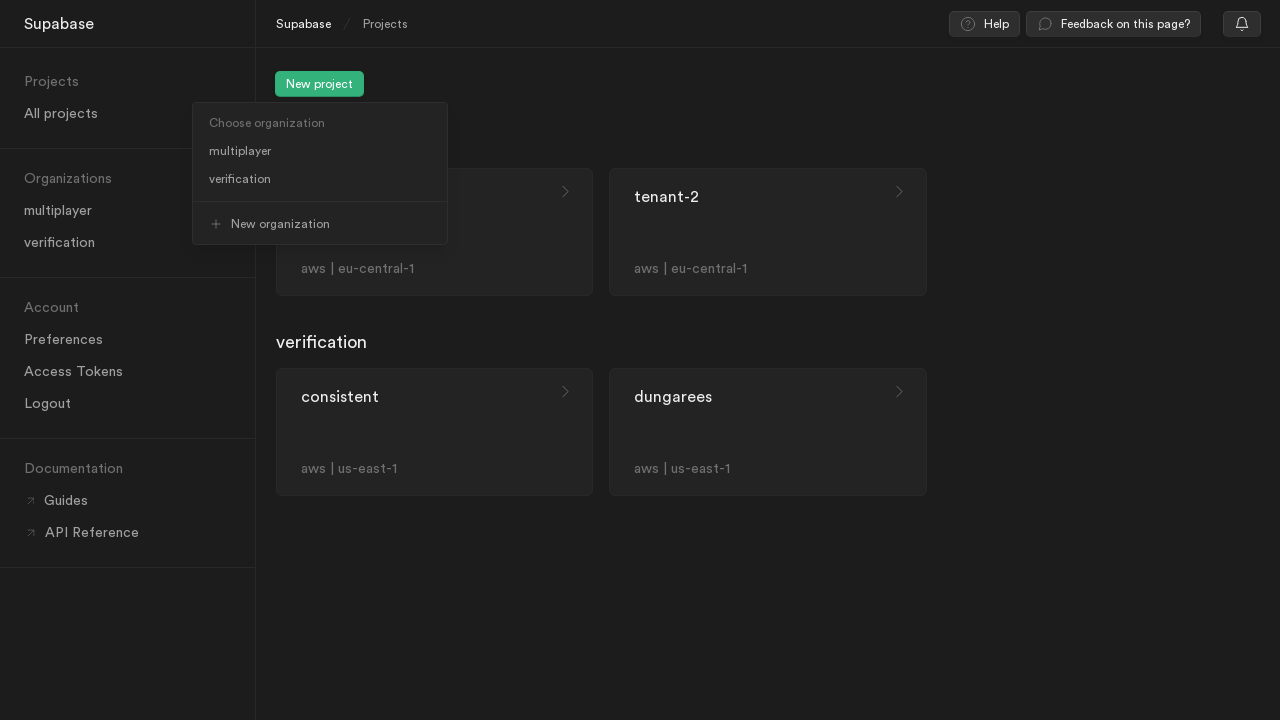 Supabase
Supabase / Projects
Help
Feedback on this page?
Projects
All projects
Organizations
multiplayer
verification
Account
Preferences
Access Tokens
Logout
Documentation
Guides
API Reference
New project
Choose organization
multiplayer
verification
New organization
aws | eu-central-1
tenant-2
aws | eu-central-1
verification
consistent
aws | us-east-1
dungarees
aws | us-east-1